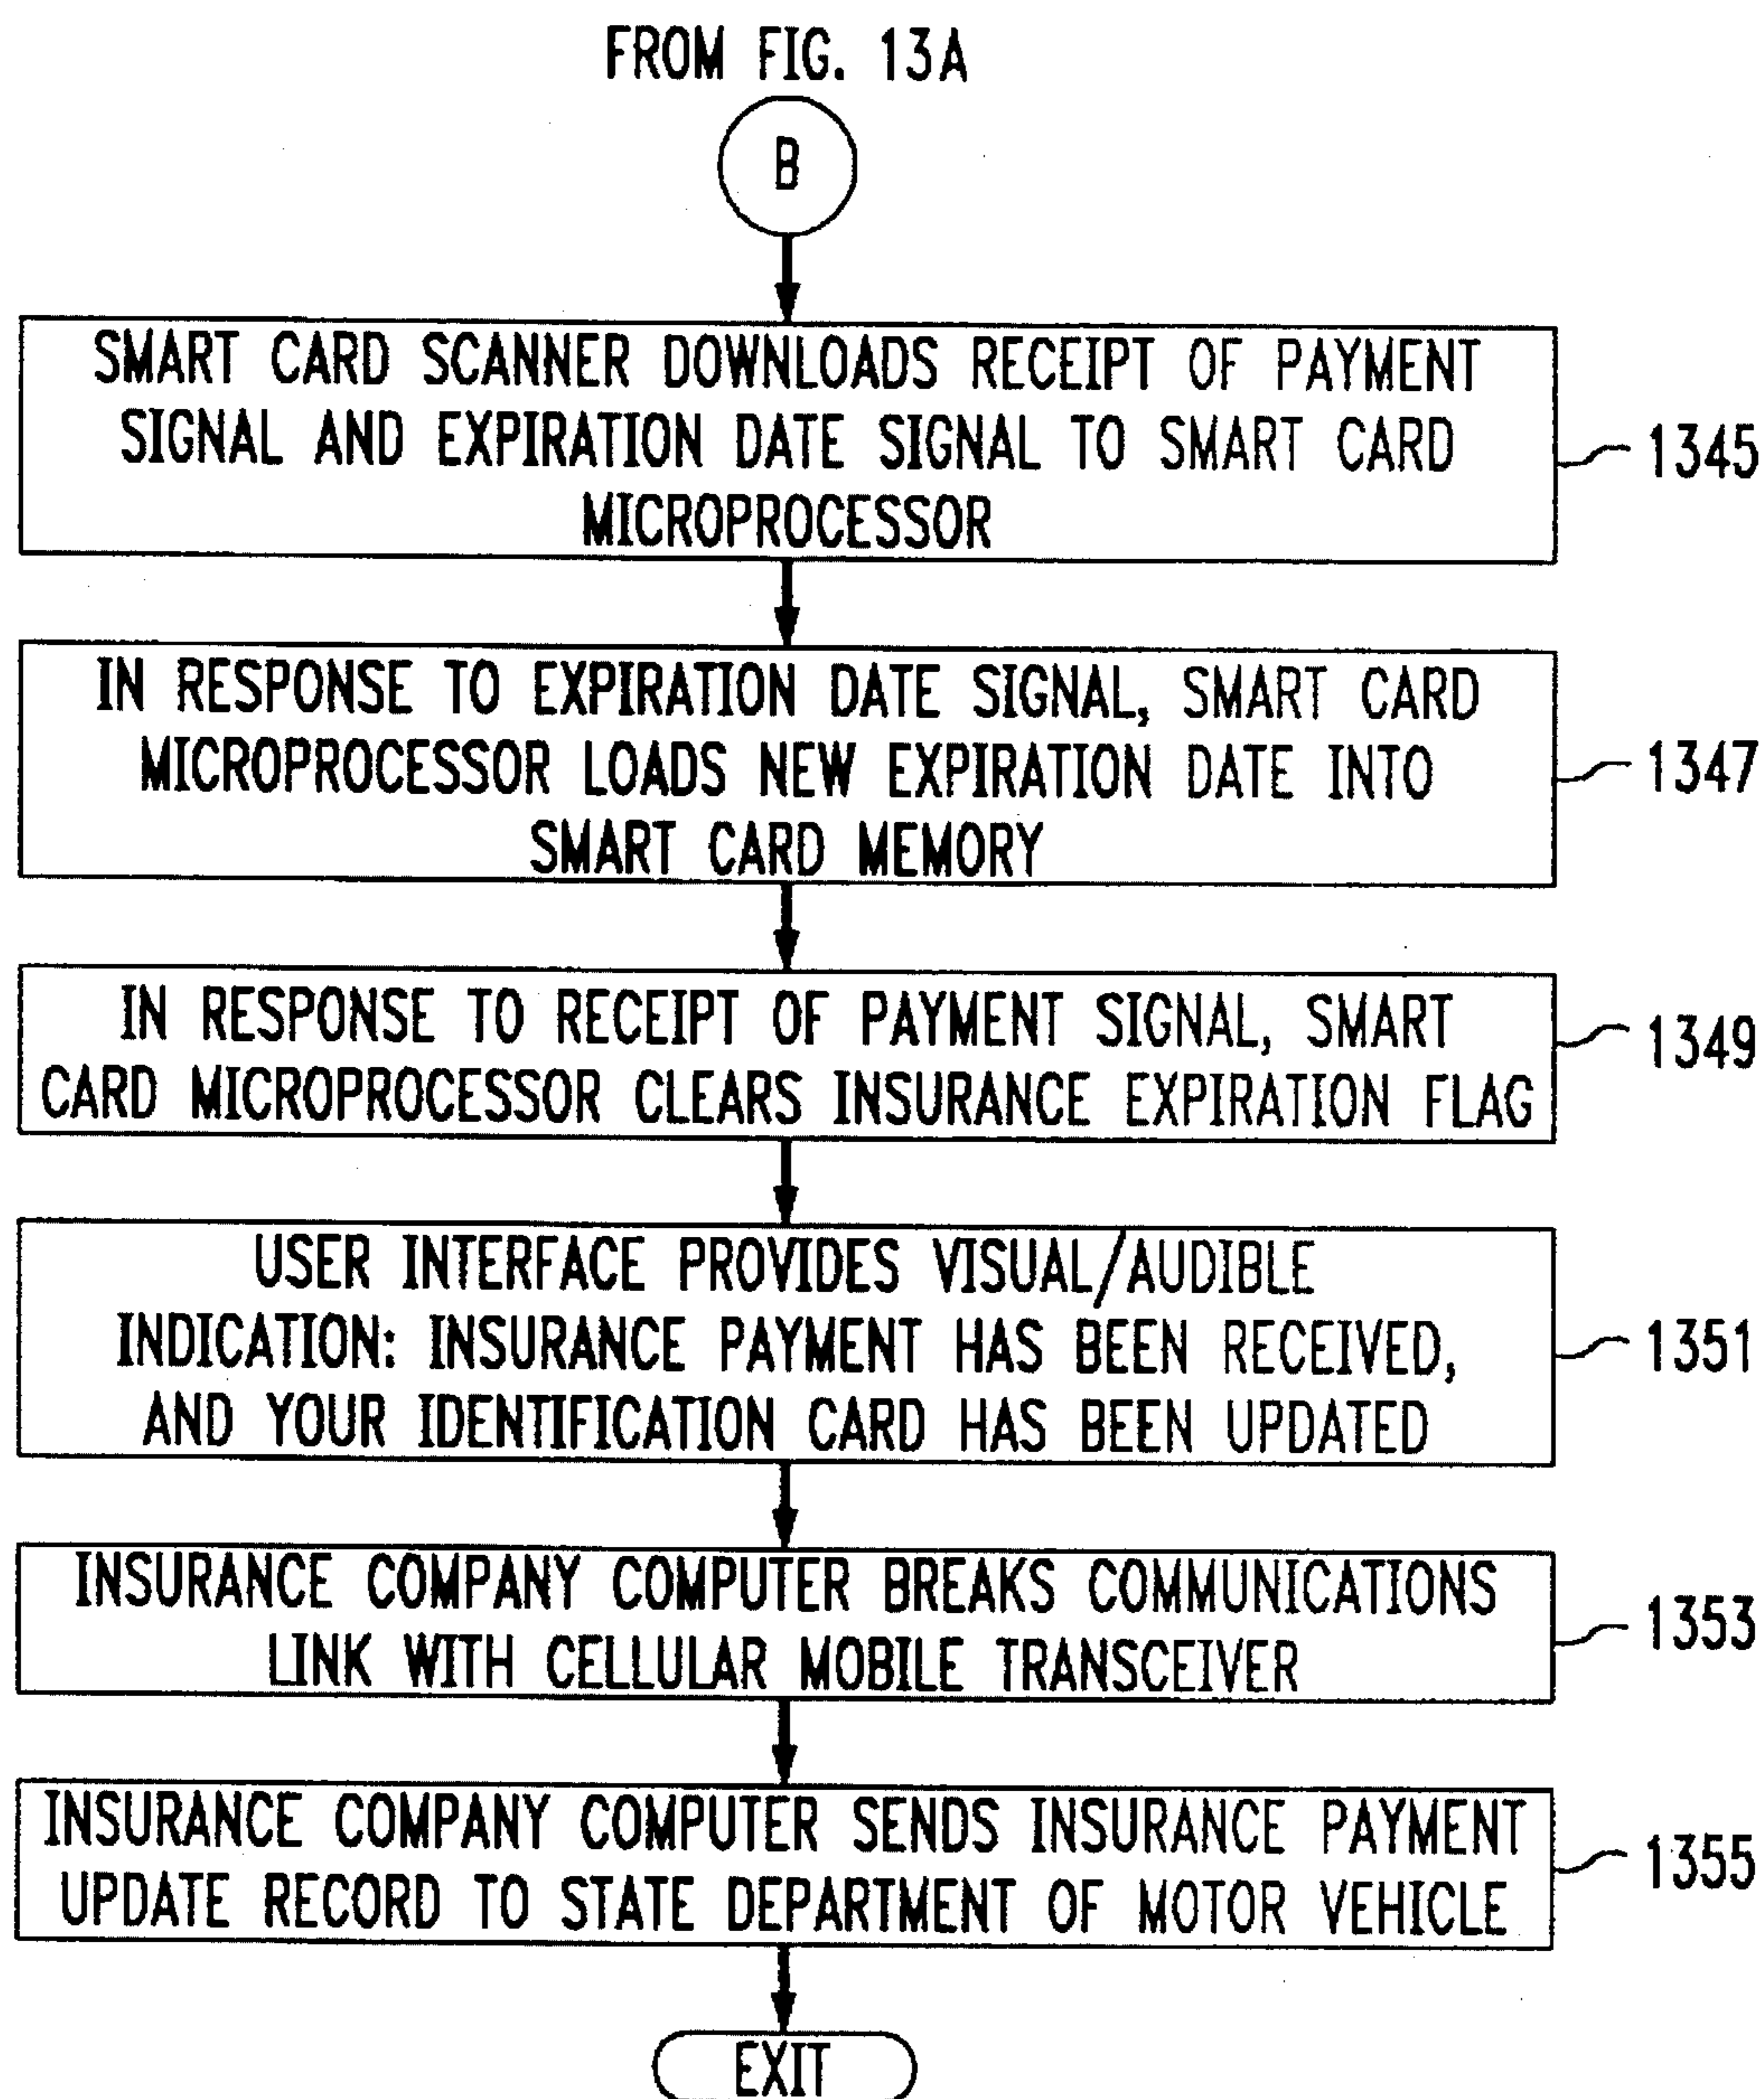 FROM FIG. 13A
B
SMART CARD SCANNER DOWNLOADS RECEIPT OF PAYMENT
SIGNAL AND EXPIRATION DATE SIGNAL TO SMART CARD
MICROPROCESSOR
1345
IN RESPONSE TO EXPIRATION DATE SIGNAL, SMART CARD
MICROPROCESSOR LOADS NEW EXPIRATION DATE INTO
SMART CARD MEMORY
1347
IN RESPONSE TO RECEIPT OF PAYMENT SIGNAL, SMART
CARD MICROPROCESSOR CLEARS INSURANCE EXPIRATION FLAG
1349
USER INTERFACE PROVIDES VISUAL/AUDIBLE
INDICATION: INSURANCE PAYMENT HAS BEEN RECEIVED,
AND YOUR IDENTIFICATION CARD HAS BEEN UPDATED
1351
INSURANCE COMPANY COMPUTER BREAKS COMMUNICATIONS
LINK WITH CELLULAR MOBILE TRANSCEIVER
1353
INSURANCE COMPANY COMPUTER SENDS INSURANCE PAYMENT
UPDATE RECORD TO STATE DEPARTMENT OF MOTOR VEHICLE
1355
EXIT